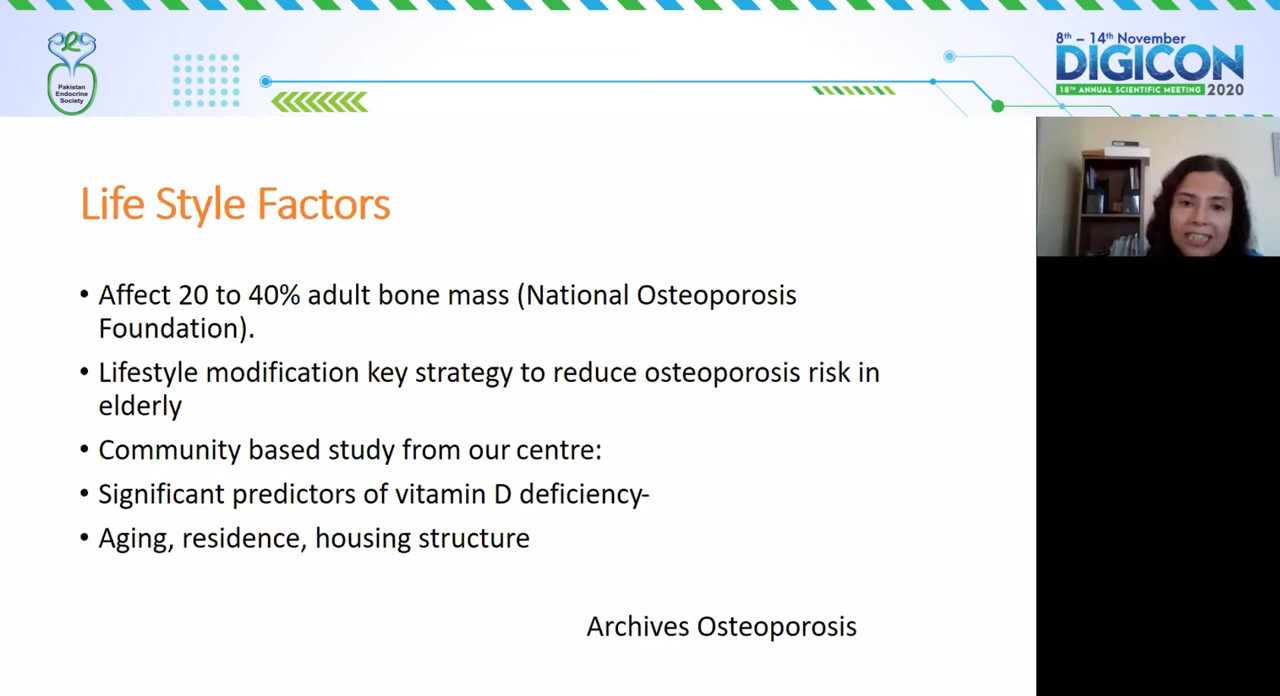 Pakistan
Endocrine
Society
8th – 14th November
DIGICON
18TH ANNUAL SCIENTIFIC MEETING 2020
Life Style Factors
• Affect 20 to 40% adult bone mass (National Osteoporosis
Foundation).
• Lifestyle modification key strategy to reduce osteoporosis risk in
elderly
• Community based study from our centre:
• Significant predictors of vitamin D deficiency-
• Aging, residence, housing structure
Archives Osteoporosis